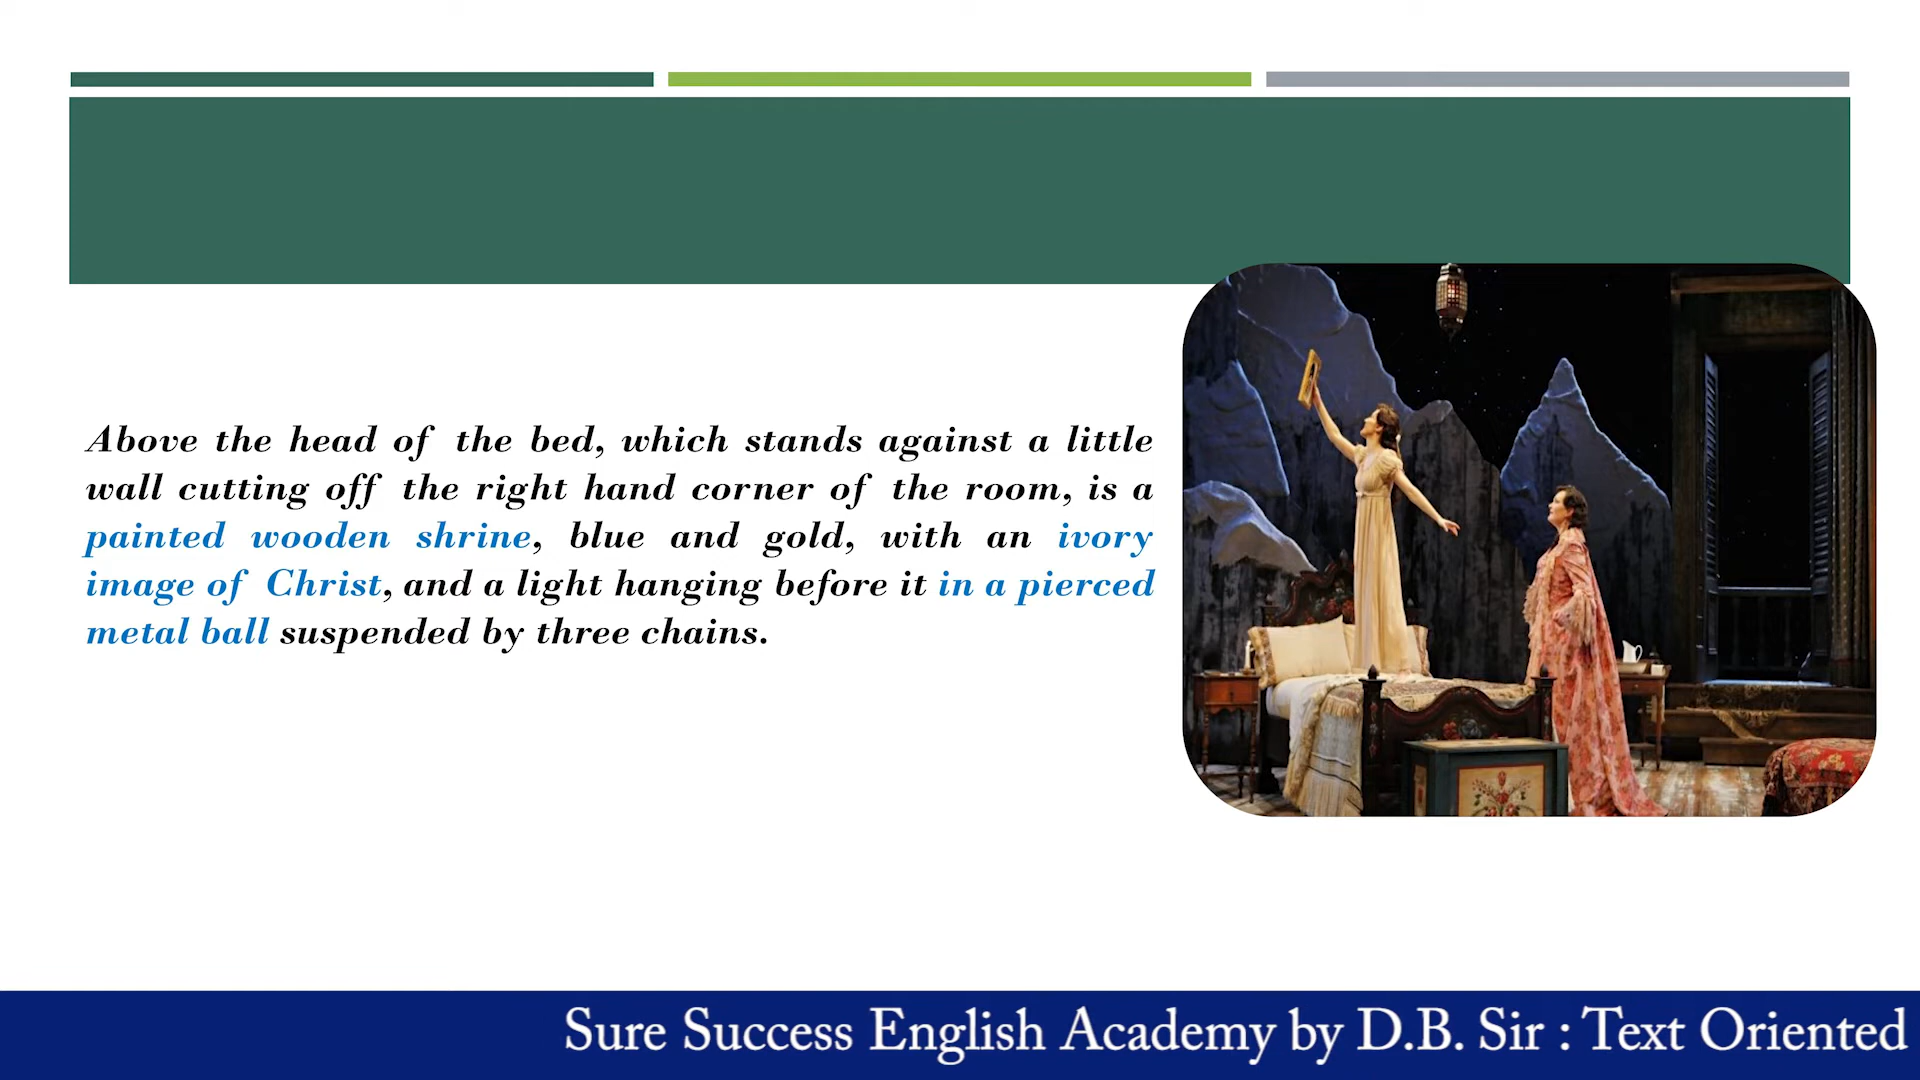 Above the head of the bed, which stands against a little
wall cutting off the right hand corner of the room, is a
painted wooden shrine, blue and gold, with an ivory
image of Christ, and a light hanging before it in a pierced
metal ball suspended by three chains.
Sure Success English Academy by D.B. Sir : Text Oriented